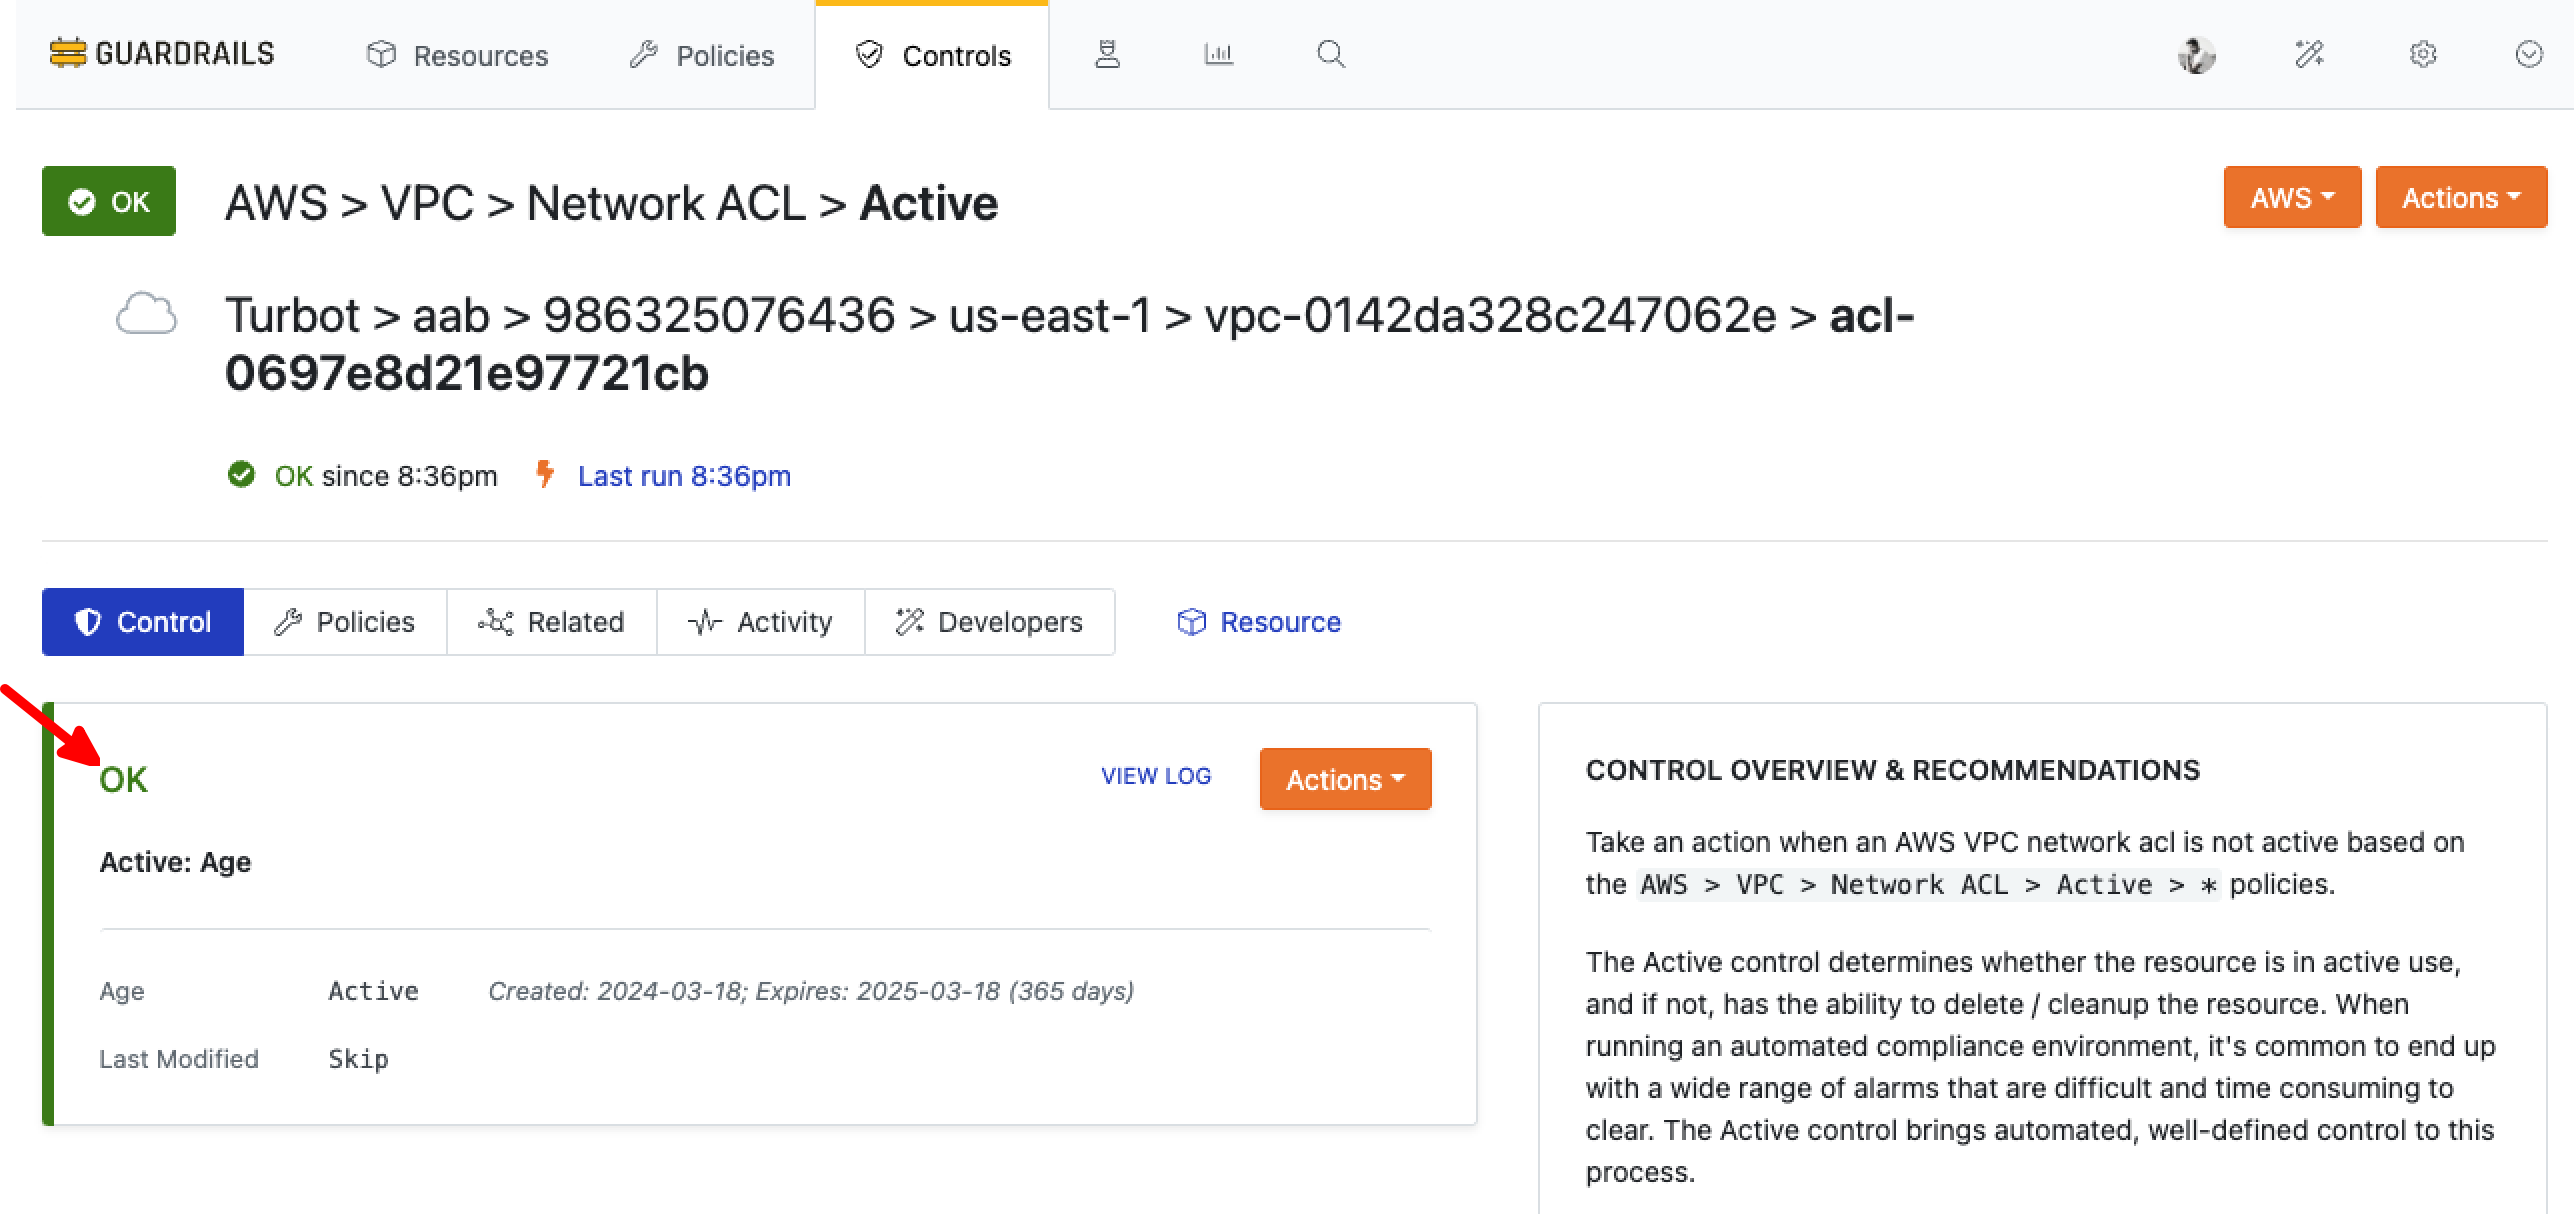 GUARDRAILS
Resources
Policies
Controls
OK
AWS > VPC > Network ACL > Active
AWS
Actions
Turbot > aab > 986325076436 > us-east-1 > vpc-0142da328c247062e > acl-
0697e8d21e97721cb
OK since 8:36pm
Last run 8:36pm
Control
Policies
Related
Activity
Developers
Resource
OK
VIEW LOG
Actions
Active: Age
Age Active Created: 2024-03-18; Expires: 2025-03-18 (365 days)
Last Modified Skip
CONTROL OVERVIEW & RECOMMENDATIONS
Take an action when an AWS VPC network acl is not active based on
the AWS > VPC > Network ACL > Active > * policies.
The Active control determines whether the resource is in active use,
and if not, has the ability to delete / cleanup the resource. When
running an automated compliance environment, it's common to end up
with a wide range of alarms that are difficult and time consuming to
clear. The Active control brings automated, well-defined control to this
process.